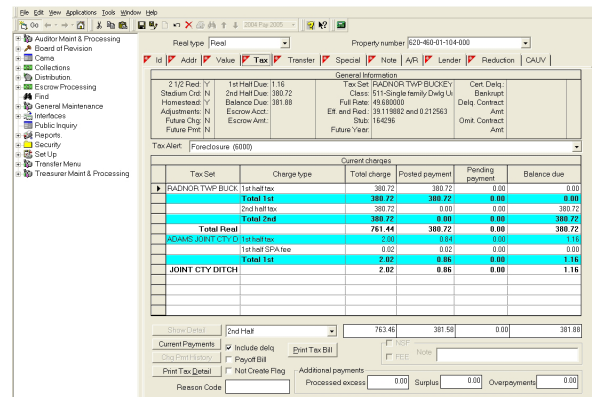 File Edit View Applications Tools Window Help
Go 2004 Pay 2005
Auditor Maint & Processing
Board of Revision
Cama
Collections
Distribution
Escrow Processing
Find
General Maintenance
Interfaces
Public Inquiry
Reports
Security
Set Up
Transfer Menu
Treasurer Maint & Processing
Real type Real Property number 620-460-01-104-000
Id Addr Value Tax Transfer Special Note A/R Lender Reduction CAUV
General Information
2 1/2 Red: Y 1st Half Due: 1.16 Tax Set RADNOR TWP BUCKEY Cert. Delq.:
Stadium Crd: N 2nd Half Due: 380.72 Class: 511-Single family Dwlg Un Bankrupt
Homestead: Y Balance Due: 381.88 Full Rate: 49.680000 Delq. Contract
Adjustments: N Escrow Acct.: Eff. and Red.: 39.119882 and 0.212563 Amt
Future Chg: N Escrow Amt.: Stub: 164296 Omit. Contract
Future Pmt: N Future Year: Amt
Tax Alert: Foreclosure (6000)
Current charges
Tax Set Charge type Total charge Posted payment Pending payment Balance due
RADNOR TWP BUCK 1st half tax 380.72 380.72 0.00 0.00
Total 1st 380.72 380.72 0.00 0.00
2nd half tax 380.72 0.00 0.00 380.72
Total 2nd 380.72 0.00 0.00 380.72
Total Real 761.44 380.72 0.00 380.72
ADAMS JOINT CTY D 1st half tax 2.00 0.84 0.00 1.16
1st half SPA fee 0.02 0.02 0.00 0.00
Total 1st 2.02 0.86 0.00 1.16
JOINT CTY DITCH 2.02 0.86 0.00 1.16
Show Detail 2nd Half 763.46 381.58 0.00 381.88
Current Payments Include delq Print Tax Bill NSF
Orig Pmt History Payoff Bill FEE Note
Print Tax Detail Not Create Flag Additional payments
Reason Code Processed excess 0.00 Surplus 0.00 Overpayments 0.00